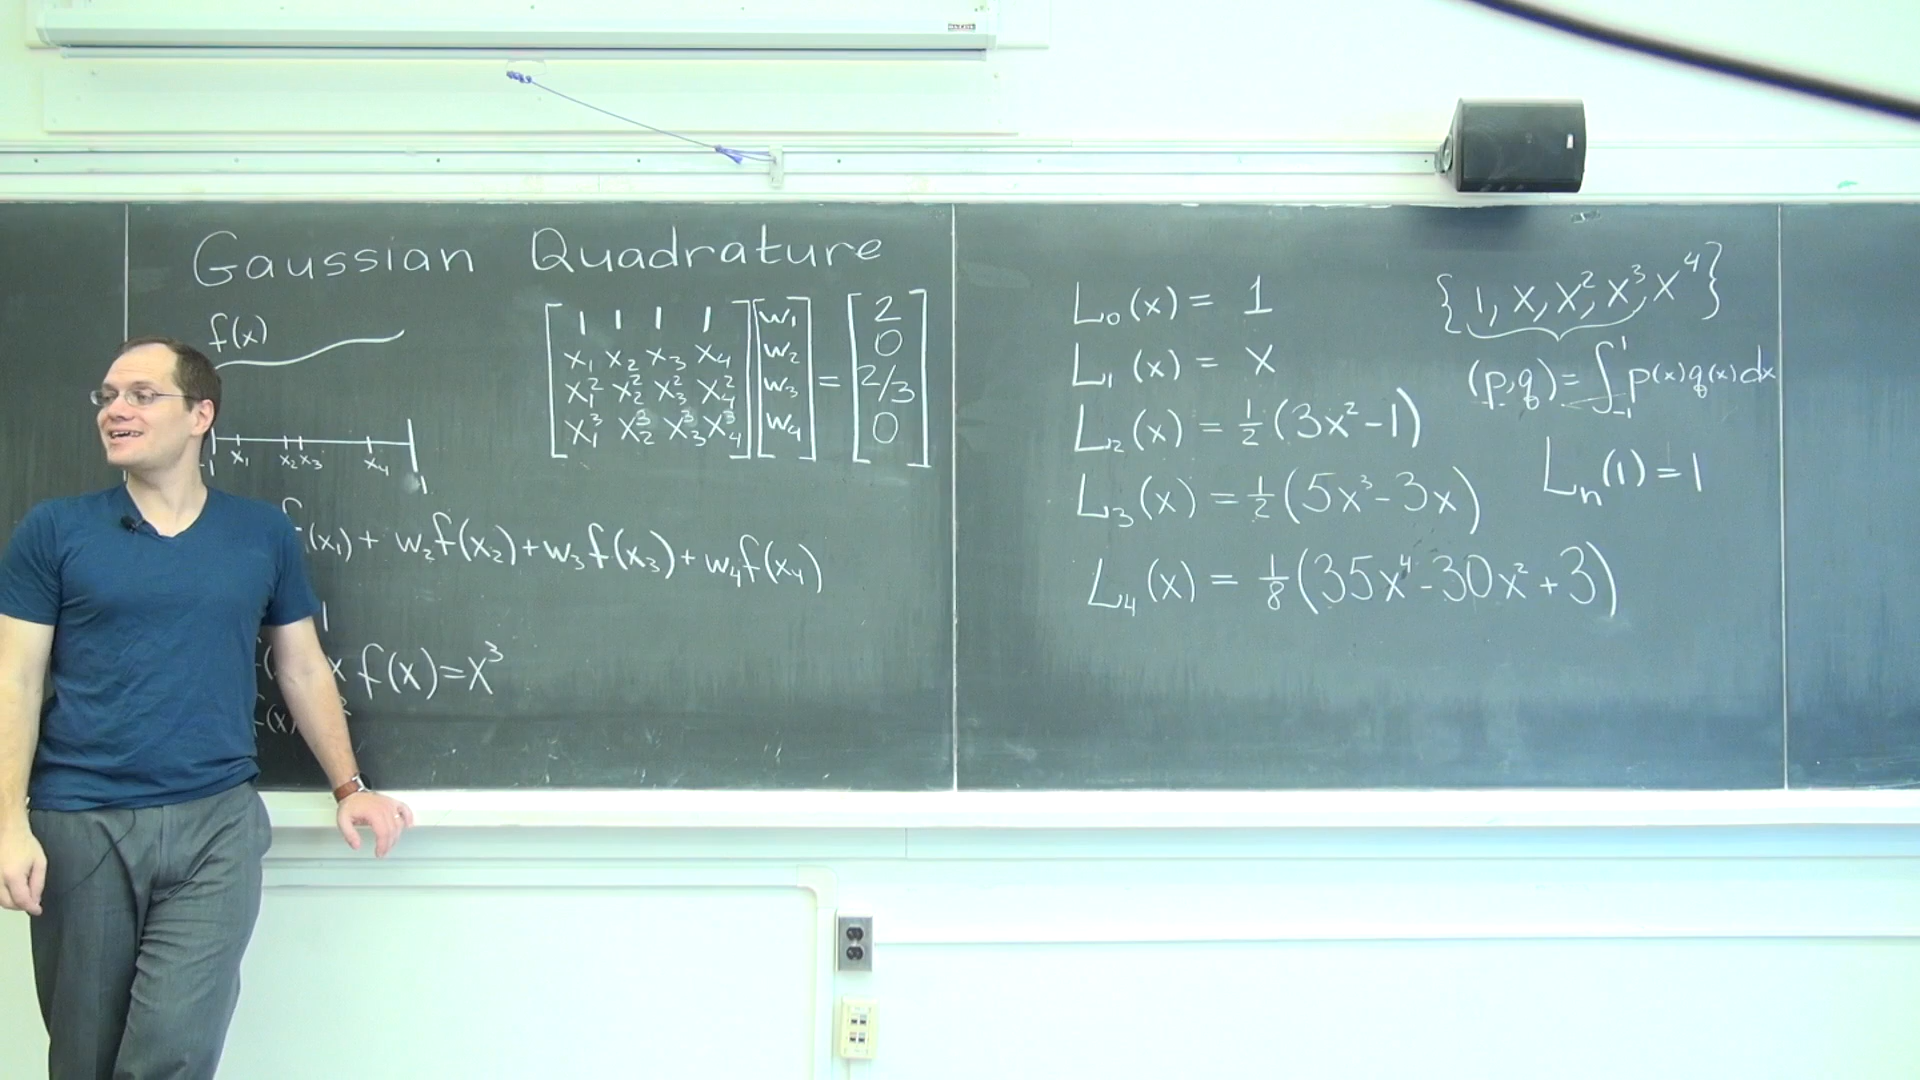 Gaussian Quadrature
f(x)
-1 x₁ x₂ x₃ x₄ 1
[1 1 1 1] [w₁] [2]
[x₁ x₂ x₃ x₄] [w₂] [0]
[x₁² x₂² x₃² x₄²] [w₃] = [2/3]
[x₁³ x₂³ x₃³ x₄³] [w₄] [0]
f(x₁) + w₂f(x₂) + w₃f(x₃) + w₄f(x₄)
1
x f(x)=x³
f(x) 2
L₀(x) = 1
L₁(x) = x
L₂(x) = ½(3x²-1)
L₃(x) = ½(5x³-3x)
L₄(x) = ⅛(35x⁴-30x²+3)
{1, x, x², x³, x⁴}
(p,q) = ∫₋₁¹ p(x)q(x)dx
Lₙ(1) = 1